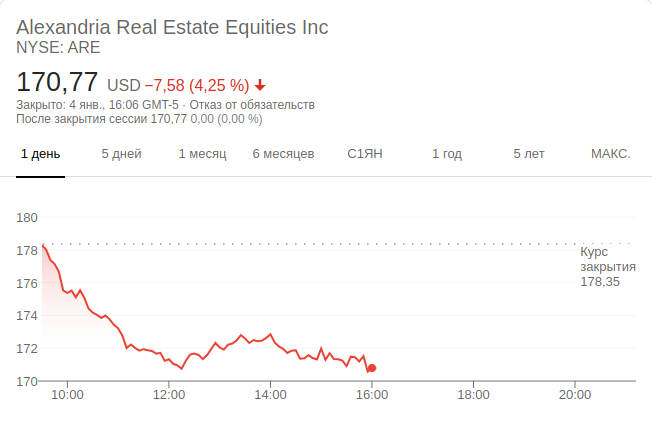 Alexandria Real Estate Equities Inc
NYSE: ARE
170,77 USD −7,58 (4,25 %)
Закрыто: 4 янв., 16:06 GMT-5 · Отказ от обязательств
После закрытия сессии 170,77 0,00 (0,00 %)
1 день 5 дней 1 месяц 6 месяцев С1ЯН 1 год 5 лет МАКС.
180
178
176
174
172
170
Курс
закрытия
178,35
10:00 12:00 14:00 16:00 18:00 20:00